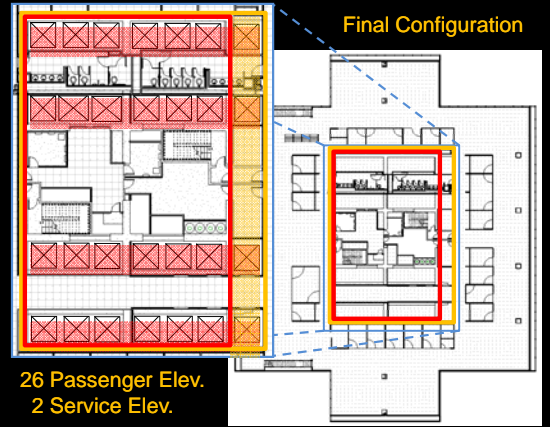 Final Configuration
26 Passenger Elev.
2 Service Elev.